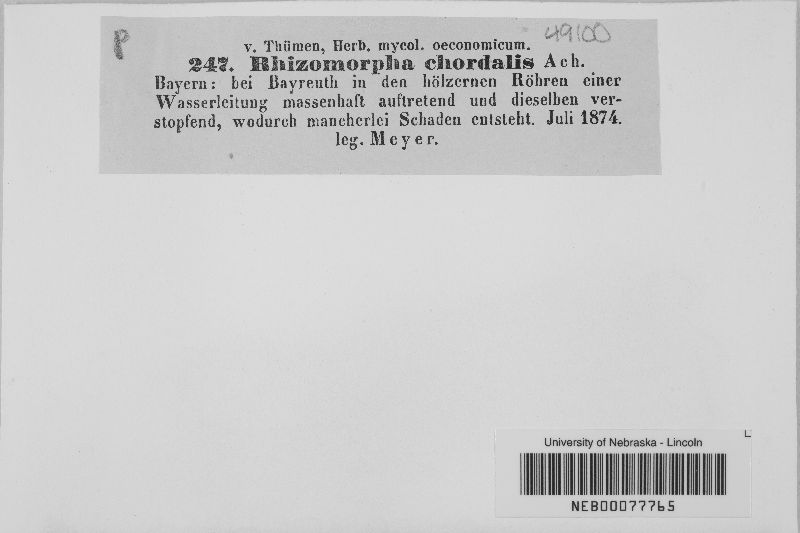 P
49100
v. Thümen, Herb. mycol. oeconomicum.
247. Rhizomorpha chordalis Ach.
Bayern: bei Bayreuth in den hölzernen Röhren einer
Wasserleitung massenhaft auftretend und dieselben ver-
stopfend, wodurch mancherlei Schaden entsteht. Juli 1874.
leg. Meyer.
University of Nebraska - Lincoln
NEB00077765